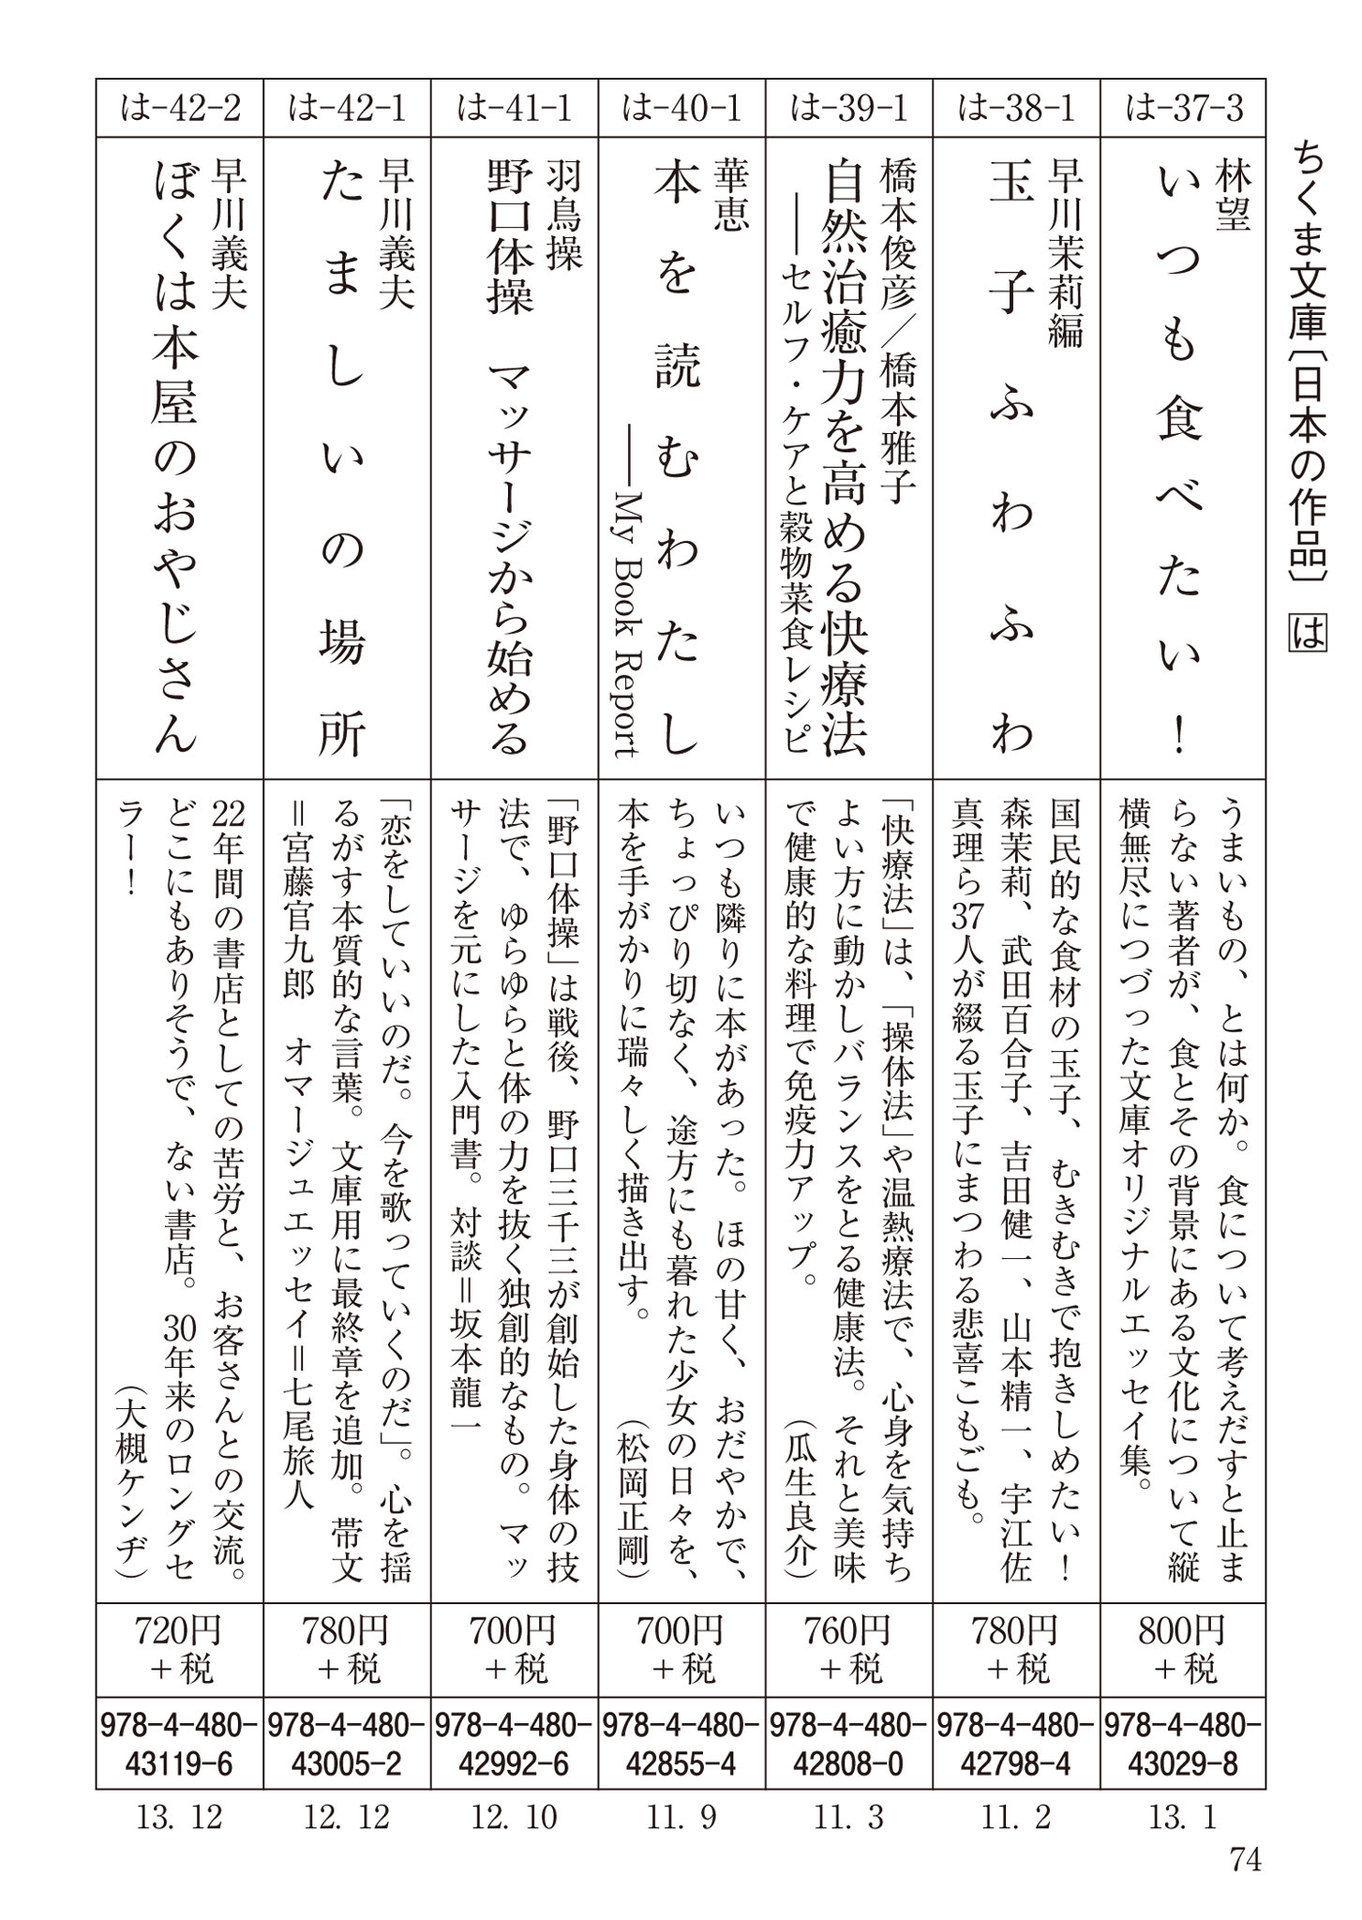 ちくま文庫〔日本の作品〕 は
は-37-3
林望
いつも食べたい！
うまいもの、とは何か。食について考えだすと止ま
らない著者が、食とその背景にある文化について縦
横無尽につづった文庫オリジナルエッセイ集。
800円
＋税
978-4-480-
43029-8
13. 1
は-38-1
早川茉莉編
玉子ふわふわ
国民的な食材の玉子、むきむきで抱きしめたい！
森茉莉、武田百合子、吉田健一、山本精一、宇江佐
真理ら37人が綴る玉子にまつわる悲喜こもごも。
780円
＋税
978-4-480-
42798-4
11. 2
は-39-1
橋本俊彦／橋本雅子
自然治癒力を高める快療法
――セルフ・ケアと穀物菜食レシピ
「快療法」は、「操体法」や温熱療法で、心身を気持ち
よい方に動かしバランスをとる健康法。それと美味
で健康的な料理で免疫力アップ。（瓜生良介）
760円
＋税
978-4-480-
42808-0
11. 3
は-40-1
華恵
本を読むわたし
――My Book Report
いつも隣りに本があった。ほの甘く、おだやかで、
ちょっぴり切なく、途方にも暮れた少女の日々を、
本を手がかりに瑞々しく描き出す。（松岡正剛）
700円
＋税
978-4-480-
42855-4
11. 9
は-41-1
羽鳥操
野口体操　マッサージから始める
「野口体操」は戦後、野口三千三が創始した身体の技
法で、ゆらゆらと体の力を抜く独創的なもの。マッ
サージを元にした入門書。対談＝坂本龍一
700円
＋税
978-4-480-
42992-6
12. 10
は-42-1
早川義夫
たましいの場所
「恋をしていいのだ。今を歌っていくのだ」。心を揺
るがす本質的な言葉。文庫用に最終章を追加。帯文
＝宮藤官九郎　オマージュエッセイ＝七尾旅人
780円
＋税
978-4-480-
43005-2
12. 12
は-42-2
早川義夫
ぼくは本屋のおやじさん
22年間の書店としての苦労と、お客さんとの交流。
どこにもありそうで、ない書店。30年来のロングセ
ラー！（大槻ケンヂ）
720円
＋税
978-4-480-
43119-6
13. 12
74